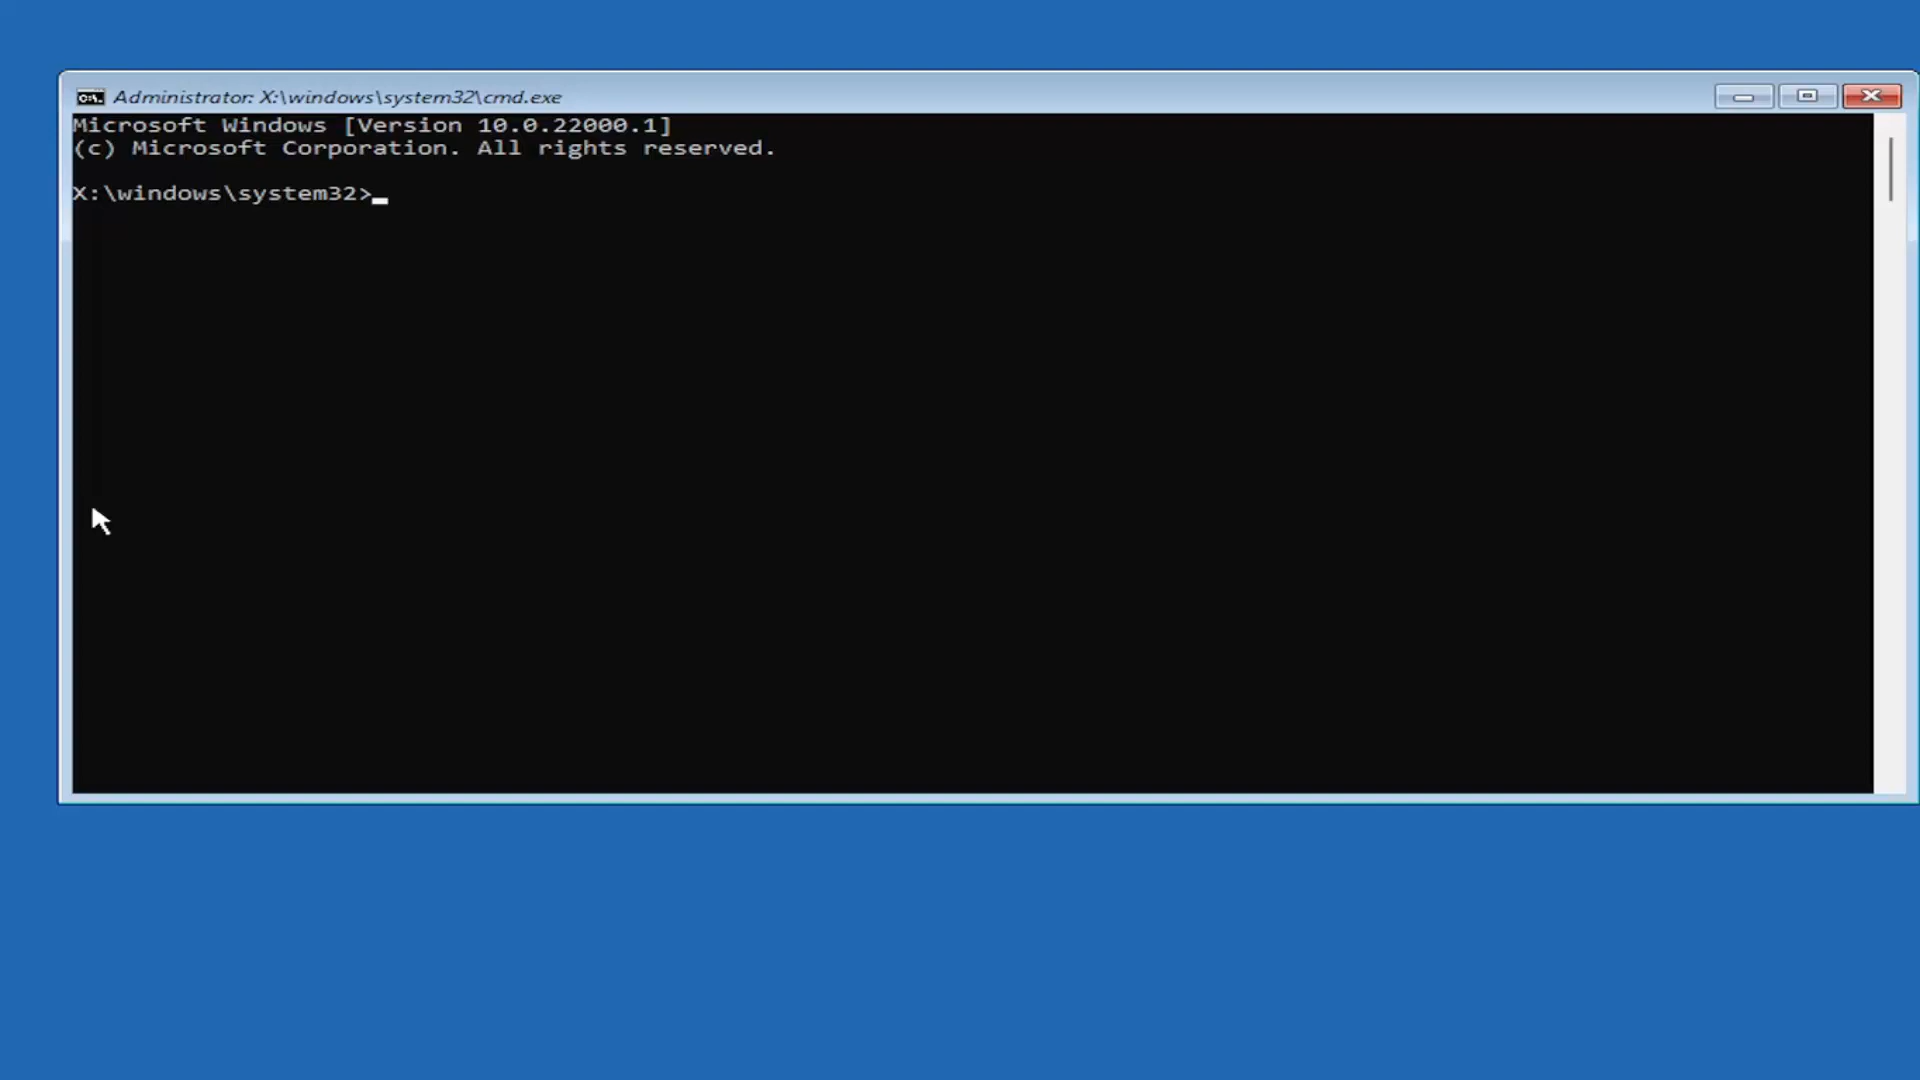 Administrator: X:\windows\system32\cmd.exe
Microsoft Windows [Version 10.0.22000.1]
(c) Microsoft Corporation. All rights reserved.
X:\windows\system32>